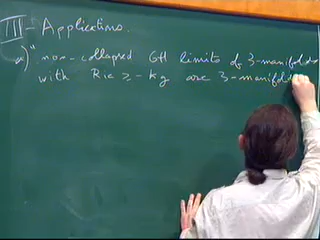 III - Applications.
a) "non-collapsed GH limits of 3-manifolds
with Ric ≥ -kg are 3-manifolds